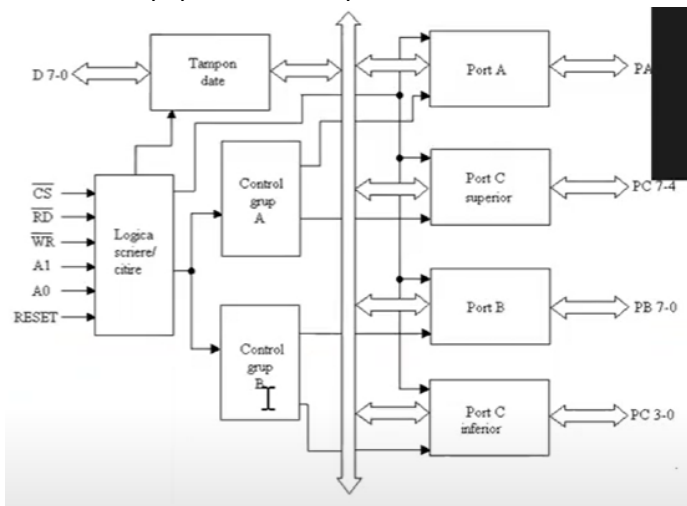 D 7-0
Tampon
date
Port A
PA
CS
RD
WR
A1
A0
RESET
Logica
scriere/
citire
Control
grup
A
Port C
superior
PC 7-4
Control
grup
B
Port B
PB 7-0
Port C
inferior
PC 3-0